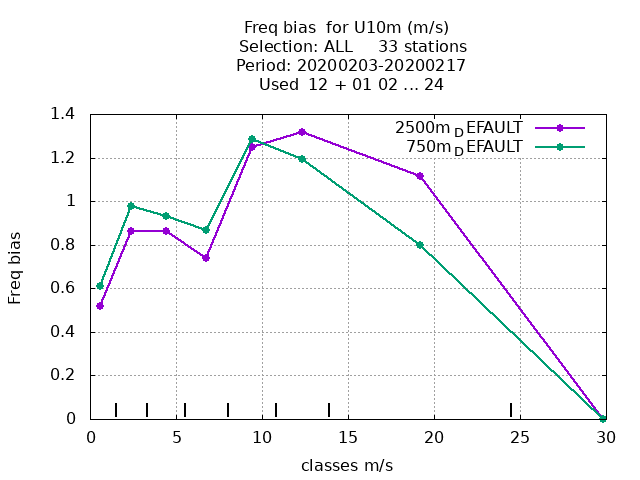 Freq bias  for U10m (m/s)
Selection: ALL     33 stations
Period: 20200203-20200217
Used  12 + 01 02 ... 24
2500m_DEFAULT
750m_DEFAULT
Freq bias
1.4
1.2
1
0.8
0.6
0.4
0.2
0
0 5 10 15 20 25 30
classes m/s